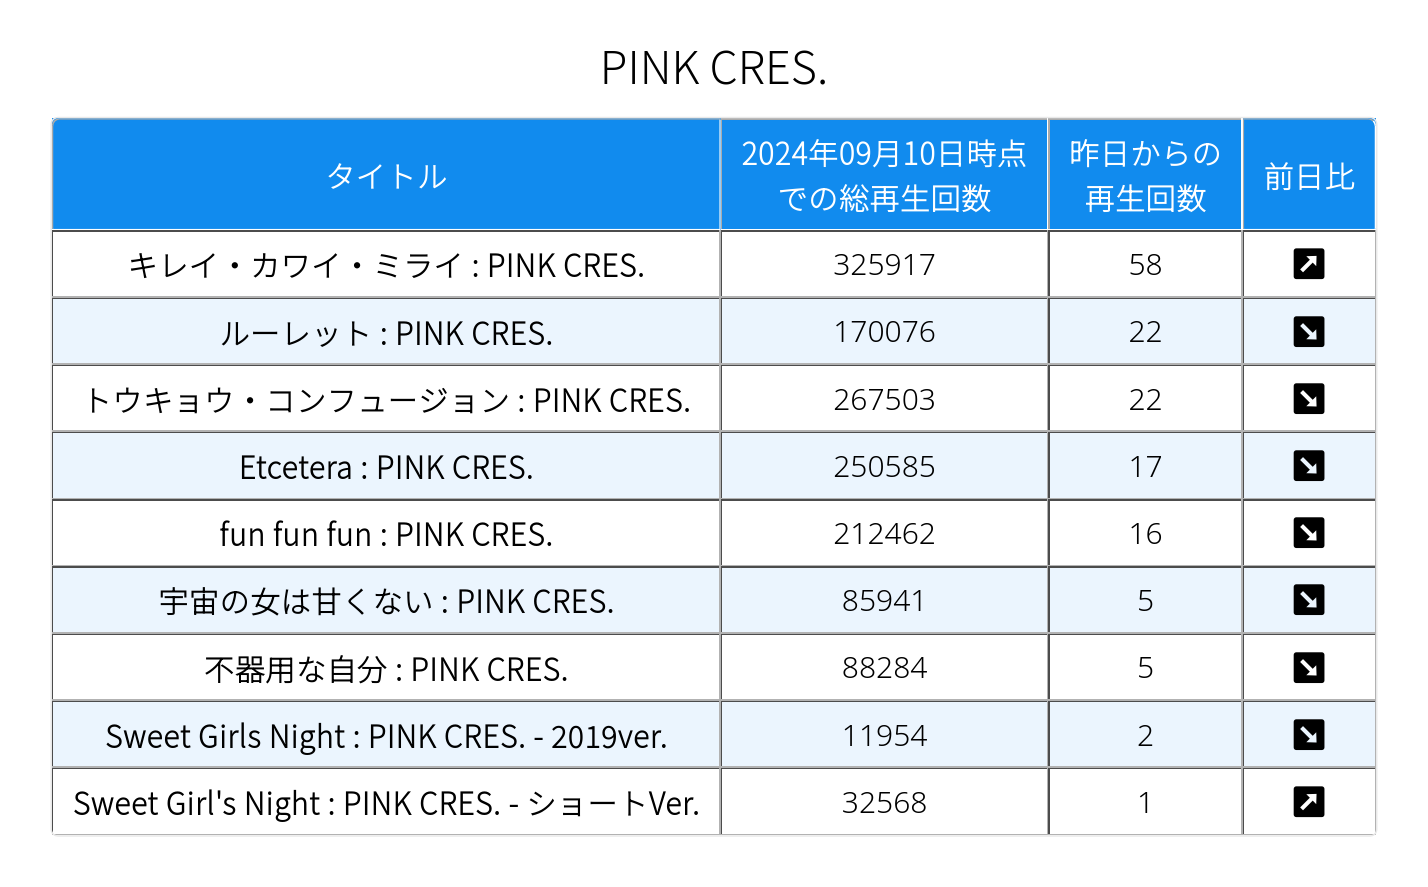 PINK CRES.
タイトル
2024年09月10日時点
での総再生回数
昨日からの
再生回数
前日比
キレイ・カワイ・ミライ : PINK CRES.
325917
58
ルーレット : PINK CRES.
170076
22
トウキョウ・コンフュージョン : PINK CRES.
267503
22
Etcetera : PINK CRES.
250585
17
fun fun fun : PINK CRES.
212462
16
宇宙の女は甘くない : PINK CRES.
85941
5
不器用な自分 : PINK CRES.
88284
5
Sweet Girls Night : PINK CRES. - 2019ver.
11954
2
Sweet Girl's Night : PINK CRES. - ショートVer.
32568
1